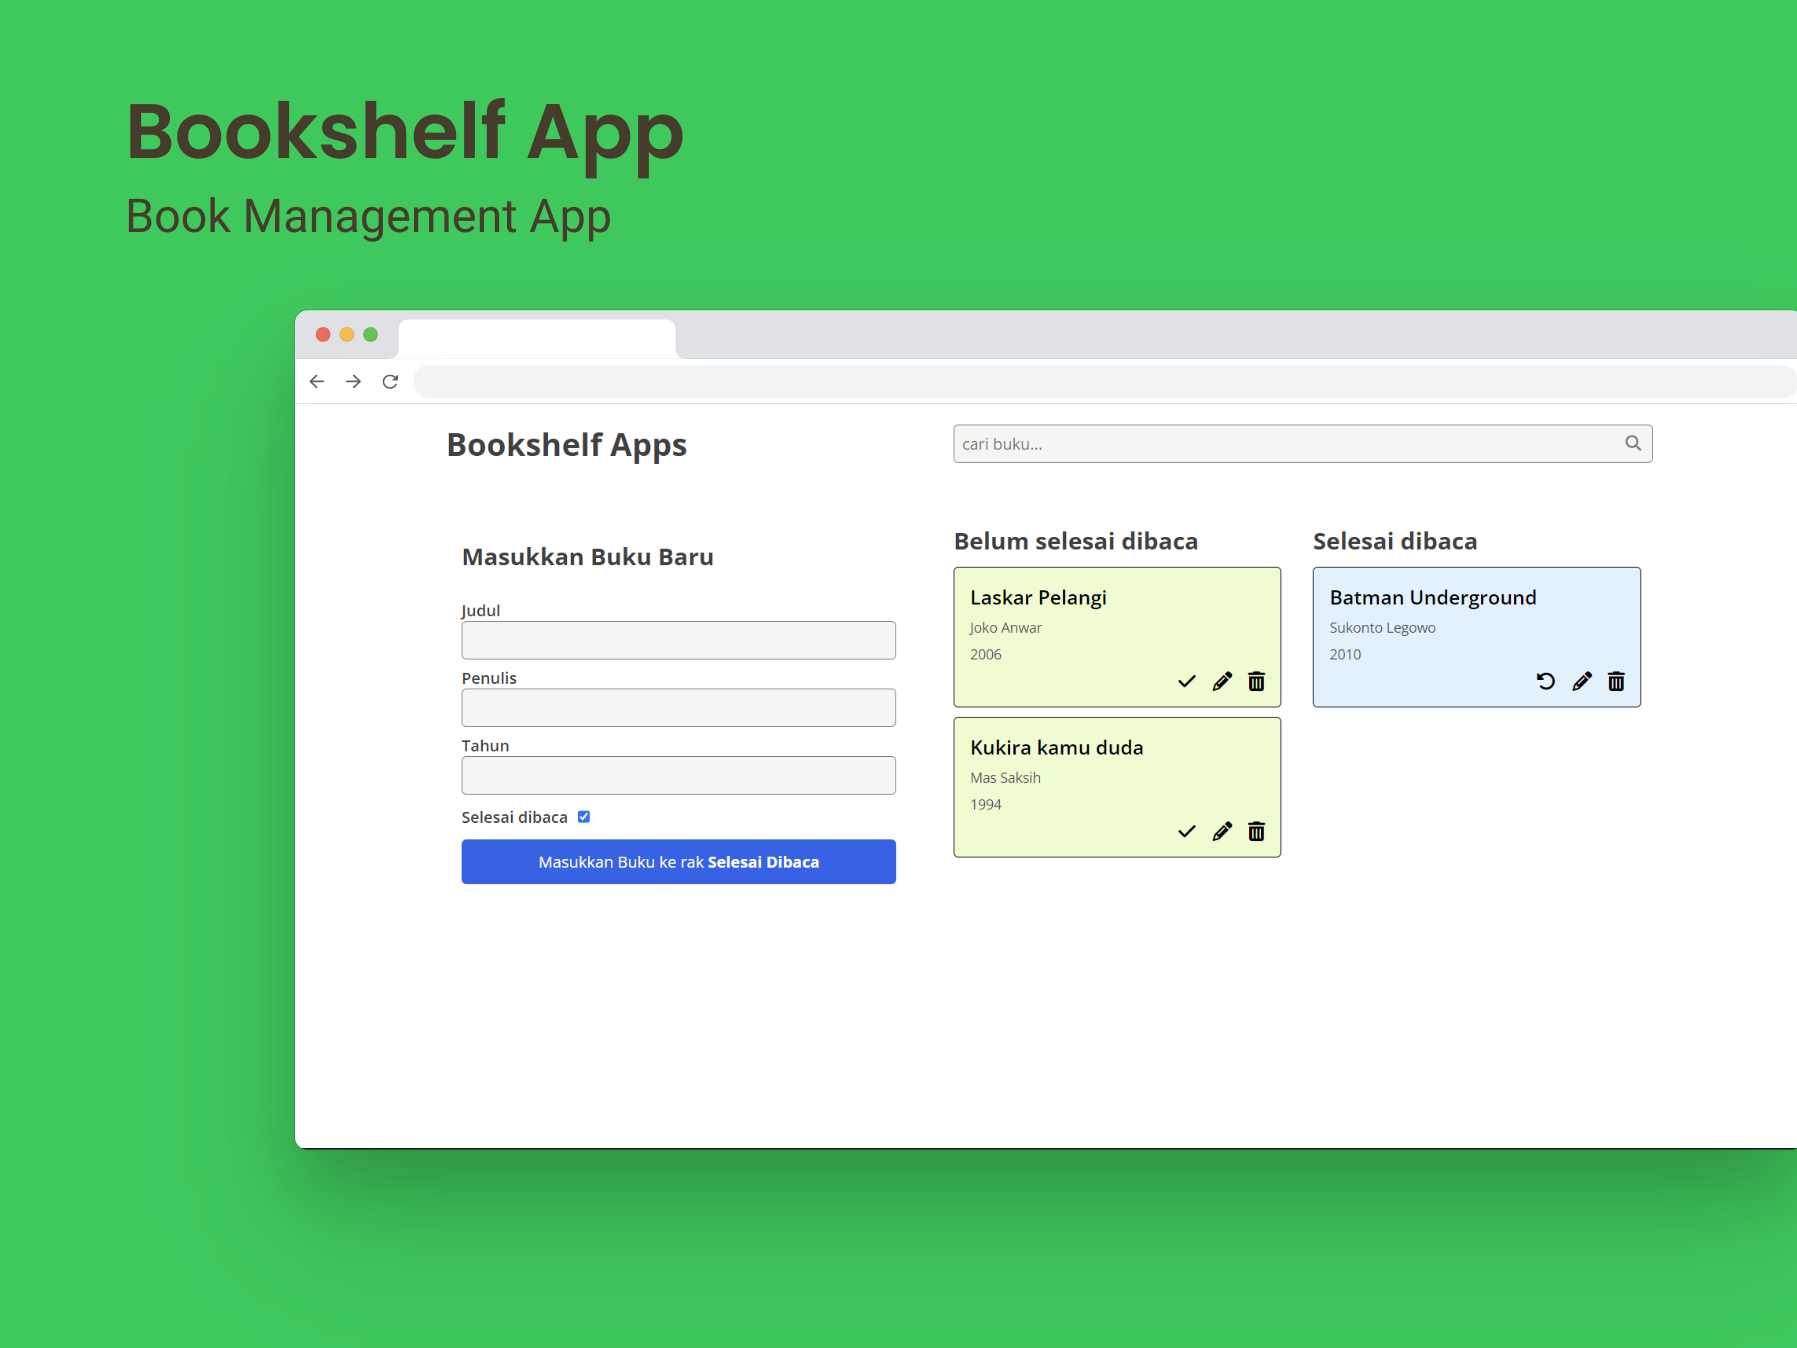 Bookshelf App
Book Management App
Bookshelf Apps
cari buku...
Masukkan Buku Baru
Judul
Penulis
Tahun
Selesai dibaca
Masukkan Buku ke rak Selesai Dibaca
Belum selesai dibaca
Laskar Pelangi
Joko Anwar
2006
Kukira kamu duda
Mas Saksih
1994
Selesai dibaca
Batman Underground
Sukonto Legowo
2010